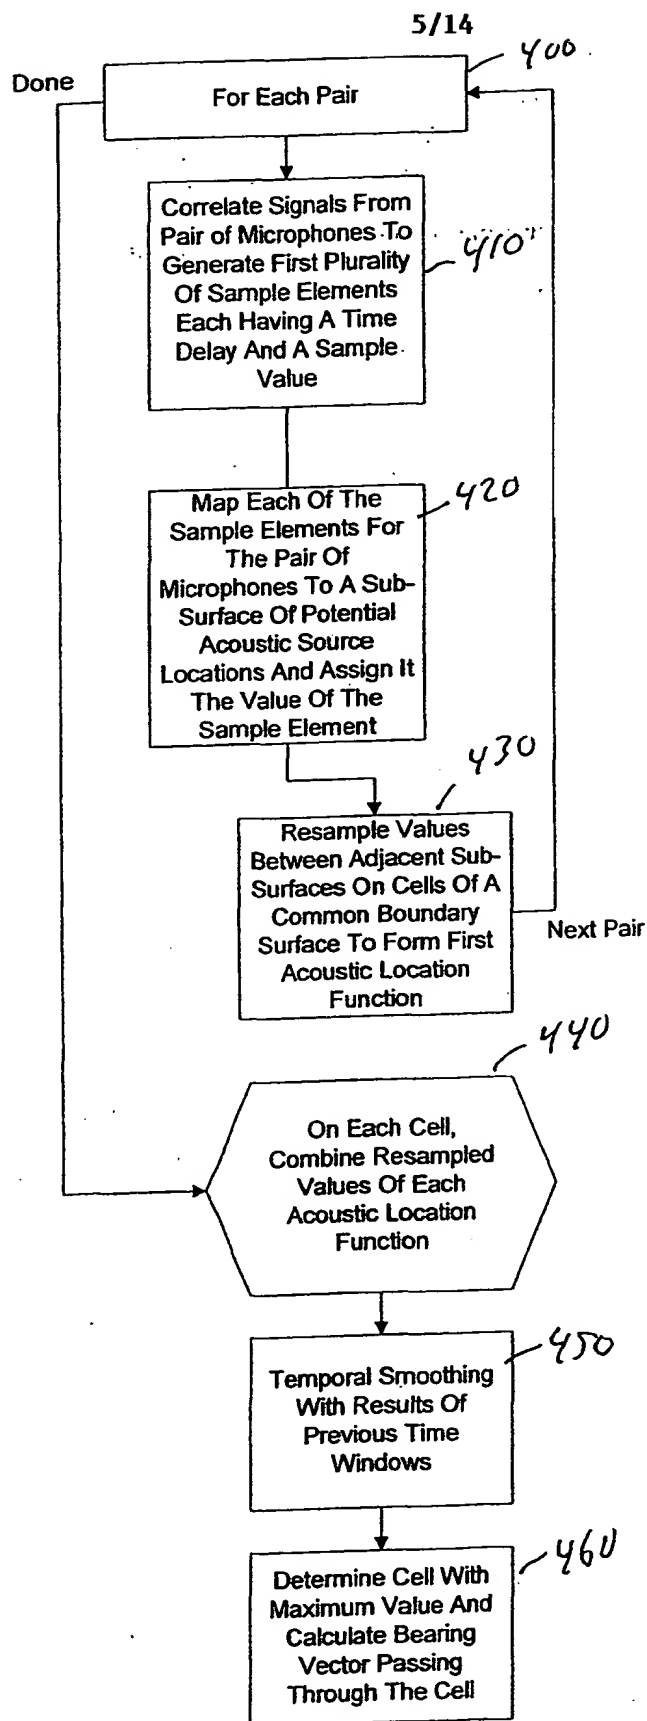 5/14
400
Done
For Each Pair
Correlate Signals From
Pair of Microphones To
Generate First Plurality
Of Sample Elements
Each Having A Time
Delay And A Sample
Value
410
Map Each Of The
Sample Elements For
The Pair Of
Microphones To A Sub-
Surface Of Potential
Acoustic Source
Locations And Assign It
The Value Of The
Sample Element
420
430
Resample Values
Between Adjacent Sub-
Surfaces On Cells Of A
Common Boundary
Surface To Form First
Acoustic Location
Function
Next Pair
440
On Each Cell,
Combine Resampled
Values Of Each
Acoustic Location
Function
450
Temporal Smoothing
With Results Of
Previous Time
Windows
460
Determine Cell With
Maximum Value And
Calculate Bearing
Vector Passing
Through The Cell